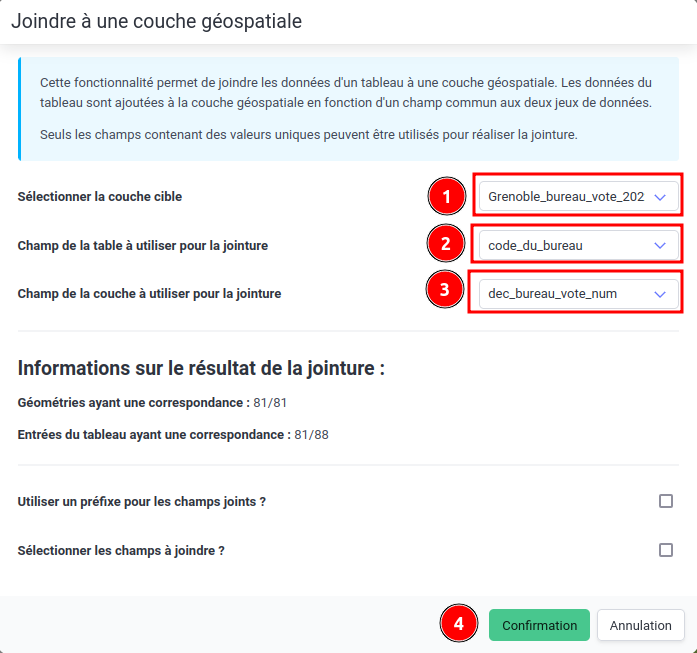 Joindre à une couche géospatiale
Cette fonctionnalité permet de joindre les données d'un tableau à une couche géospatiale. Les données du
tableau sont ajoutées à la couche géospatiale en fonction d'un champ commun aux deux jeux de données.
Seuls les champs contenant des valeurs uniques peuvent être utilisés pour réaliser la jointure.
Sélectionner la couche cible 1 Grenoble_bureau_vote_202
Champ de la table à utiliser pour la jointure 2 code_du_bureau
Champ de la couche à utiliser pour la jointure 3 dec_bureau_vote_num
Informations sur le résultat de la jointure :
Géométries ayant une correspondance : 81/81
Entrées du tableau ayant une correspondance : 81/88
Utiliser un préfixe pour les champs joints ?
Sélectionner les champs à joindre ?
4 Confirmation Annulation